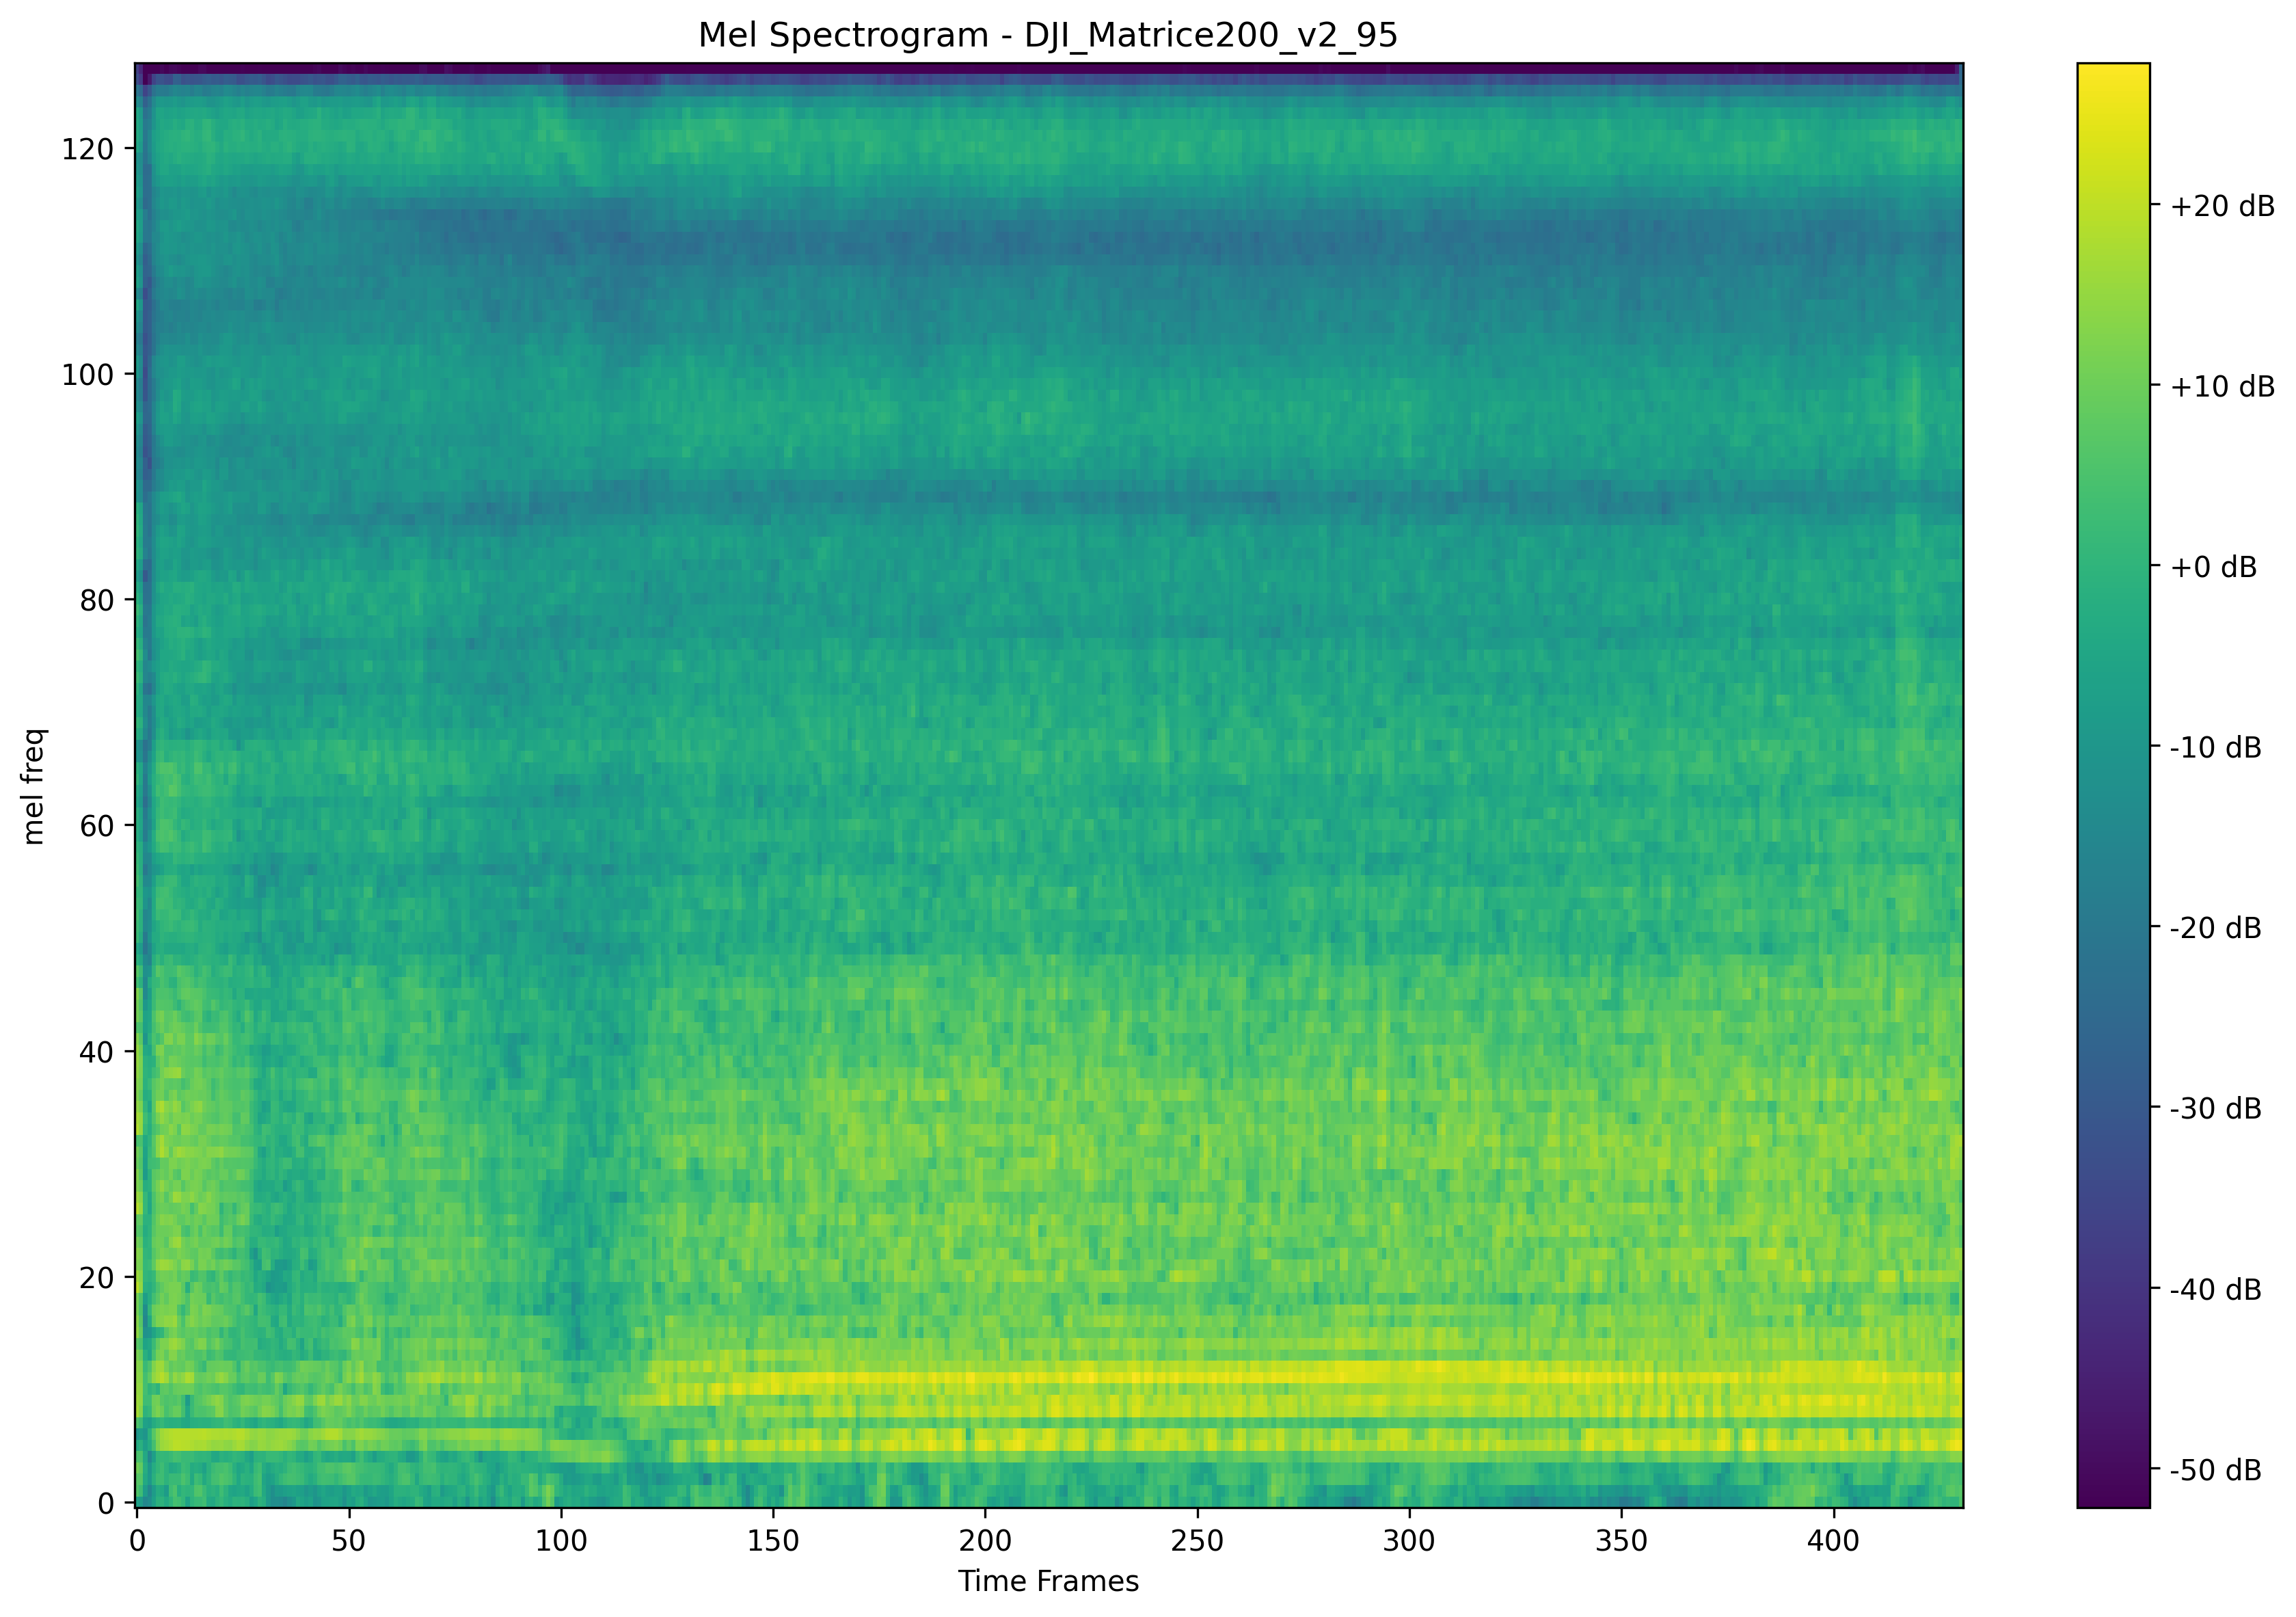 Mel Spectrogram - DJI_Matrice200_v2_95
mel freq
120
100
80
60
40
20
0
0 50 100 150 200 250 300 350 400
Time Frames
+20 dB
+10 dB
+0 dB
-10 dB
-20 dB
-30 dB
-40 dB
-50 dB